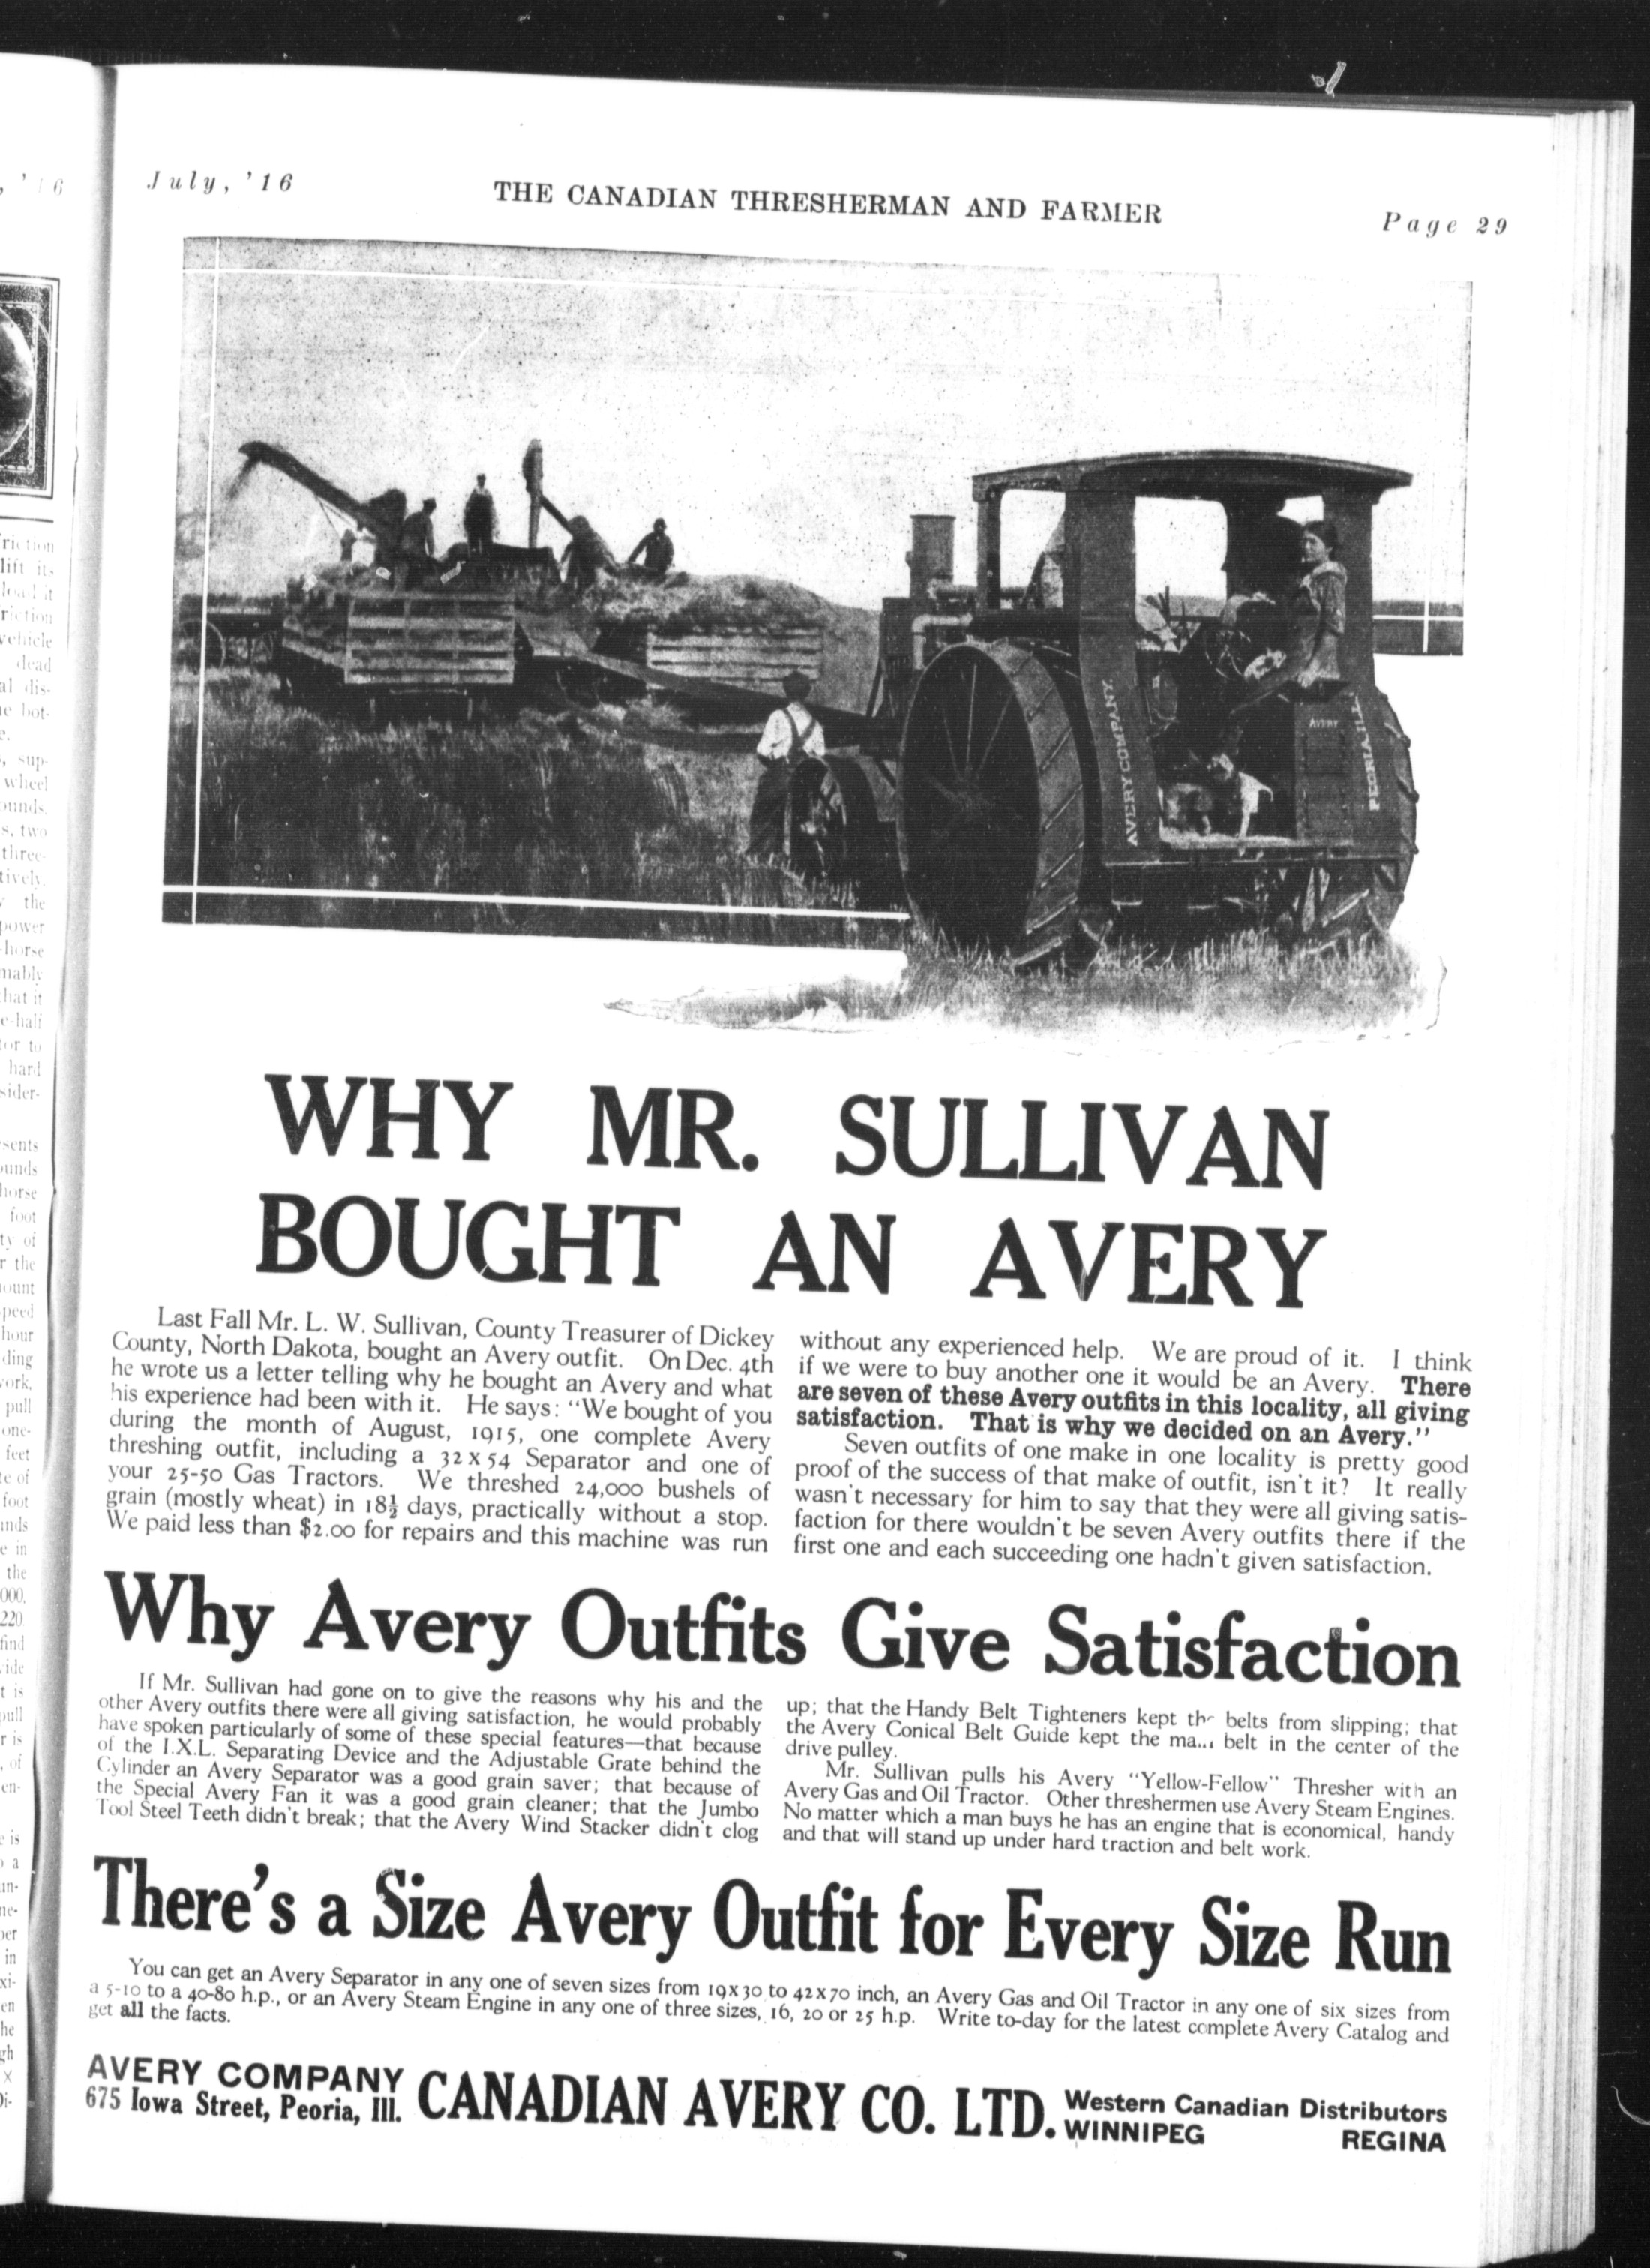 July, '16
THE CANADIAN THRESHERMAN AND FARMER
Page 29
AVERY COMPANY.
AVERY
PEORIA, ILL.
WHY MR. SULLIVAN
BOUGHT AN AVERY
Last Fall Mr. L. W. Sullivan, County Treasurer of Dickey
County, North Dakota, bought an Avery outfit. On Dec. 4th
he wrote us a letter telling why he bought an Avery and what
his experience had been with it. He says: "We bought of you
during the month of August, 1915, one complete Avery
threshing outfit, including a 32 x 54 Separator and one of
your 25-50 Gas Tractors. We threshed 24,000 bushels of
grain (mostly wheat) in 18½ days, practically without a stop.
We paid less than $2.00 for repairs and this machine was run
without any experienced help. We are proud of it. I think
if we were to buy another one it would be an Avery. There
are seven of these Avery outfits in this locality, all giving
satisfaction. That is why we decided on an Avery."
Seven outfits of one make in one locality is pretty good
proof of the success of that make of outfit, isn't it? It really
wasn't necessary for him to say that they were all giving satis-
faction for there wouldn't be seven Avery outfits there if the
first one and each succeeding one hadn't given satisfaction.
Why Avery Outfits Give Satisfaction
If Mr. Sullivan had gone on to give the reasons why his and the
other Avery outfits there were all giving satisfaction, he would probably
have spoken particularly of some of these special features—that because
of the I.X.L. Separating Device and the Adjustable Grate behind the
Cylinder an Avery Separator was a good grain saver; that because of
the Special Avery Fan it was a good grain cleaner; that the Jumbo
Tool Steel Teeth didn't break; that the Avery Wind Stacker didn't clog
up; that the Handy Belt Tighteners kept the belts from slipping; that
the Avery Conical Belt Guide kept the belt in the center of the
drive pulley.
Mr. Sullivan pulls his Avery "Yellow-Fellow" Thresher with an
Avery Gas and Oil Tractor. Other threshermen use Avery Steam Engines.
No matter which a man buys he has an engine that is economical, handy
and that will stand up under hard traction and belt work.
There's a Size Avery Outfit for Every Size Run
You can get an Avery Separator in any one of seven sizes from 19 x 30 to 42 x 70 inch, an Avery Gas and Oil Tractor in any one of six sizes from
a 5-10 to a 40-80 h.p., or an Avery Steam Engine in any one of three sizes, 16, 20 or 25 h.p. Write to-day for the latest complete Avery Catalog and
get all the facts.
AVERY COMPANY
675 Iowa Street, Peoria, Ill.
CANADIAN AVERY CO. LTD.
Western Canadian Distributors
WINNIPEG REGINA